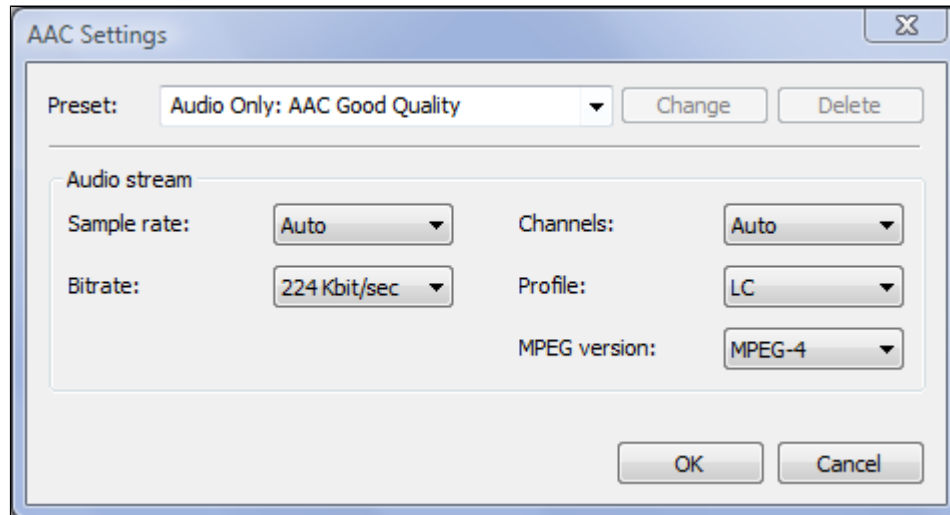 AAC Settings
Preset: Audio Only: AAC Good Quality Change Delete
Audio stream
Sample rate: Auto Channels: Auto
Bitrate: 224 Kbit/sec Profile: LC
MPEG version: MPEG-4
OK Cancel